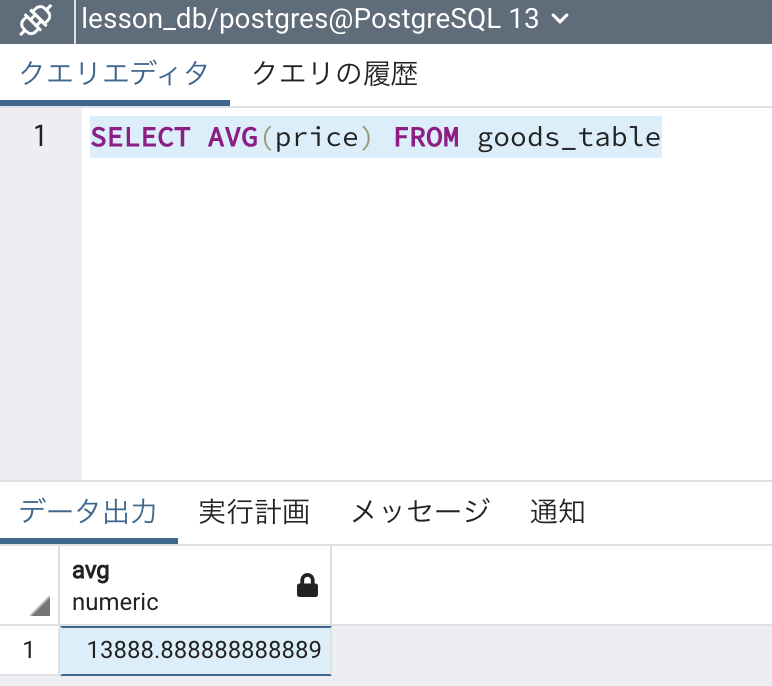 lesson_db/postgres@PostgreSQL 13
クエリエディタ クエリの履歴
1 SELECT AVG(price) FROM goods_table
データ出力 実行計画 メッセージ 通知
avg
numeric
1 13888.888888888889